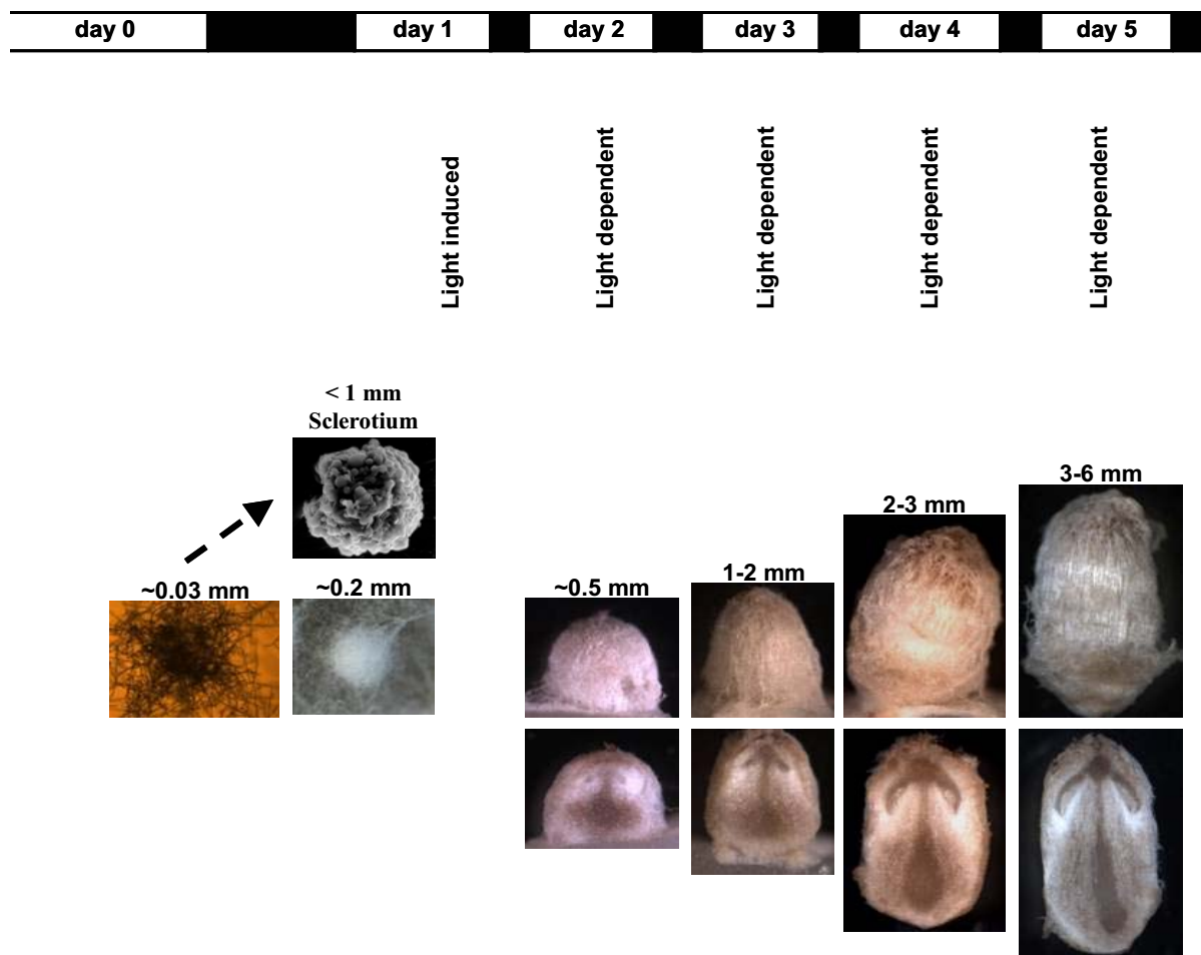 day 0
day 1
day 2
day 3
day 4
day 5
Light induced
Light dependent
Light dependent
Light dependent
Light dependent
< 1 mm
Sclerotium
3-6 mm
2-3 mm
~0.03 mm
~0.2 mm
~0.5 mm
1-2 mm